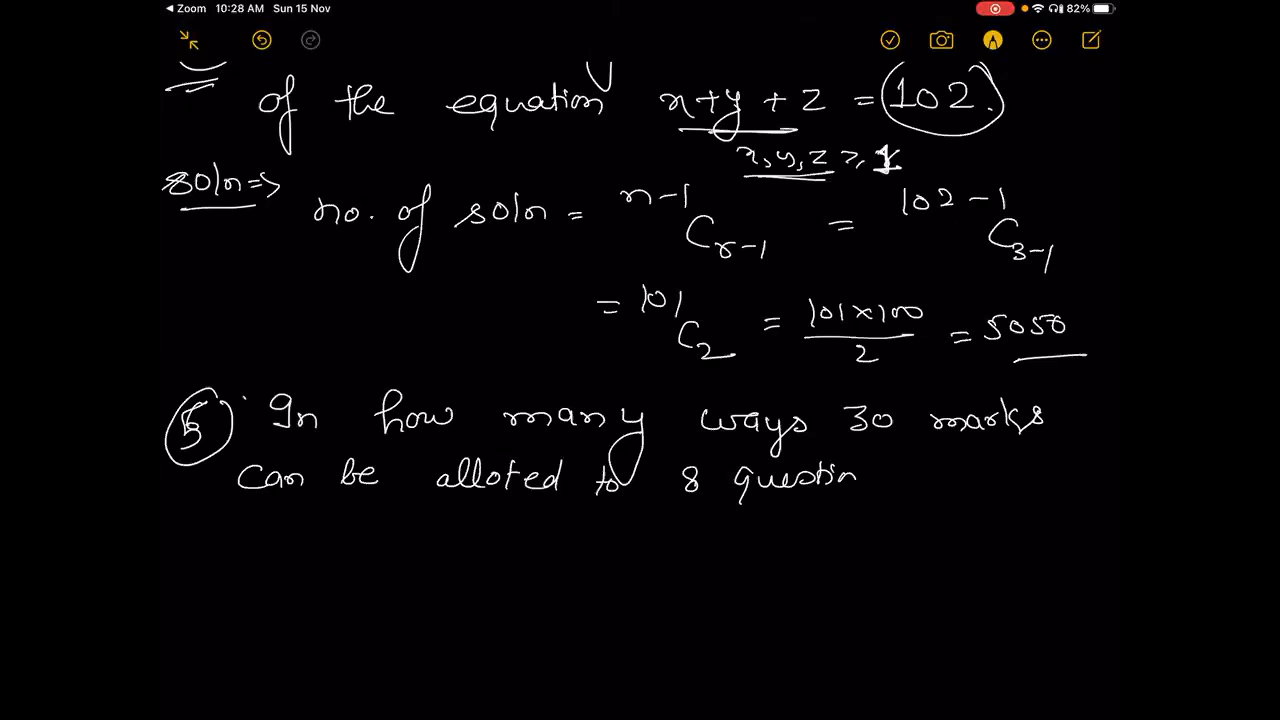 Zoom 10:28 AM Sun 15 Nov 82%
of the equation x+y+z = 102.
x,y,z ≥ 1
soln ⇒ no. of soln = n-1Cr-1 = 102-1C3-1
= 101C2 = 101×100/2 = 5050
5 In how many ways 30 marks
can be alloted to 8 questin